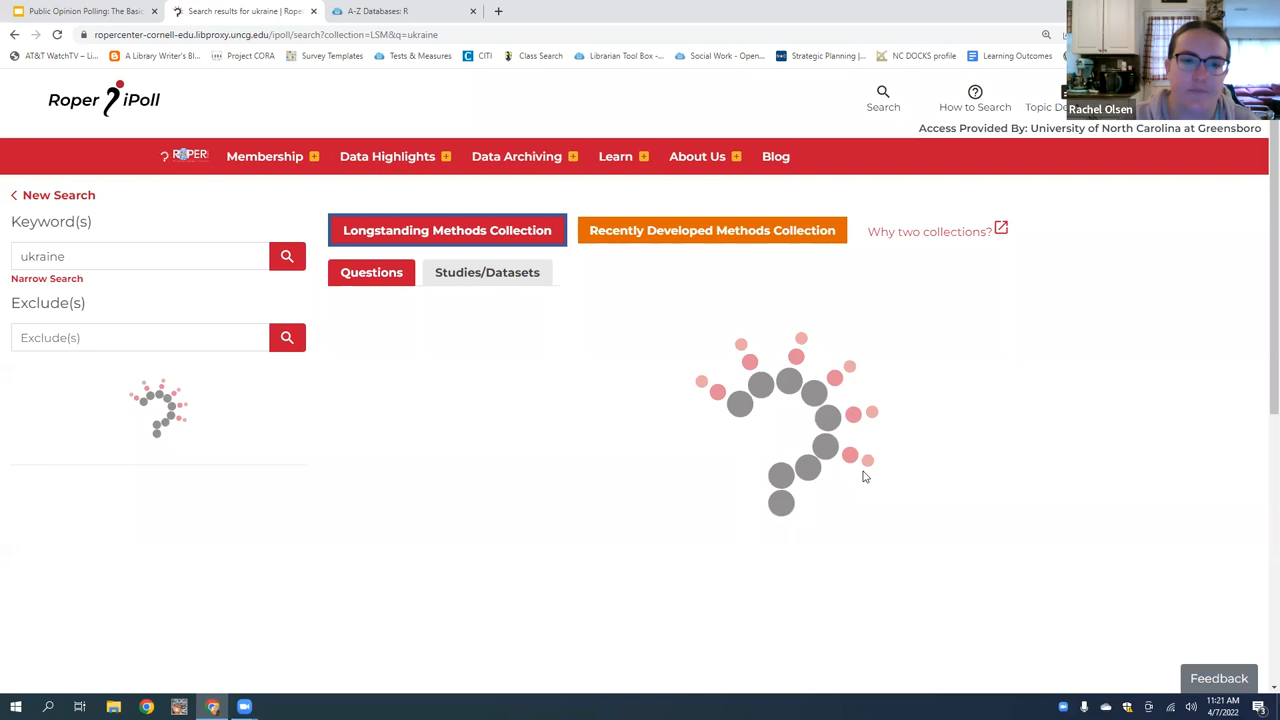 Public Opinion Polling: The Basic
Search results for ukraine | Rope
A-Z Databases: R
ropercenter-cornell-edu.libproxy.uncg.edu/ipoll/search?collection=LSM&q=ukraine
AT&T WatchTV – Li...
A Library Writer's Bl...
Project CORA
Survey Templates
Tests & Measures
CITI
Class Search
Librarian Tool Box -...
Social Work - Open...
Strategic Planning |...
NC DOCKS profile
Learning Outcomes
Rachel Olsen
Roper iPoll
Search
How to Search
Access Provided By: University of North Carolina at Greensboro
Membership
Data Highlights
Data Archiving
Learn
About Us
Blog
New Search
Keyword(s)
ukraine
Narrow Search
Exclude(s)
Exclude(s)
Longstanding Methods Collection
Recently Developed Methods Collection
Why two collections?
Questions
Studies/Datasets
Feedback
11:21 AM
4/7/2022